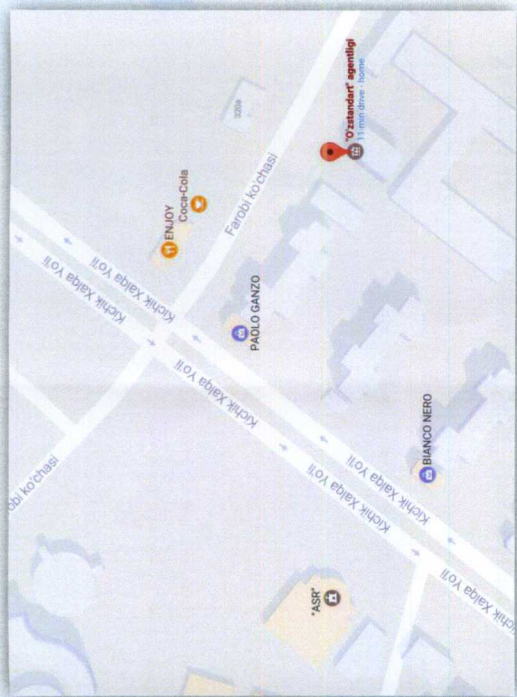 "O'zstandart" agentligi
11 min drive - home
320a
ENJOY
Coca-Cola
Farobi ko'chasi
Kichik Xalqa Yo'li
Kichik Xalqa Yo'li
PAOLO GANZO
Kichik Xalqa Yo'li
obi ko'chasi
BIANCO NERO
Kichik Xalqa Yo'li
Kichik Xalqa Yo'li
"ASR"
Kichik Xalqa Yo'li